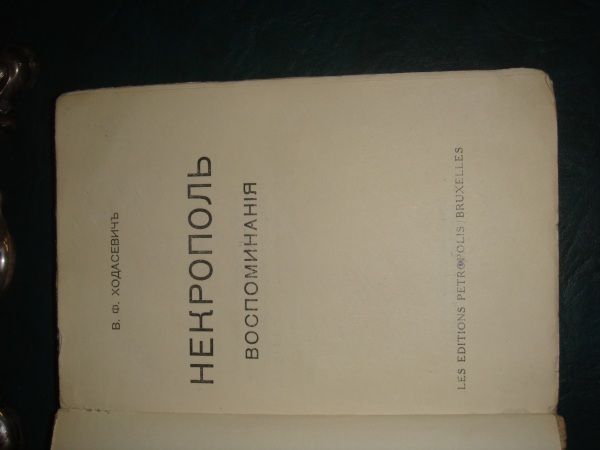 В. Ф. ХОДАСЕВИЧЪ
НЕКРОПОЛЬ
ВОСПОМИНАНІЯ
LES EDITIONS PETROPOLIS BRUXELLES